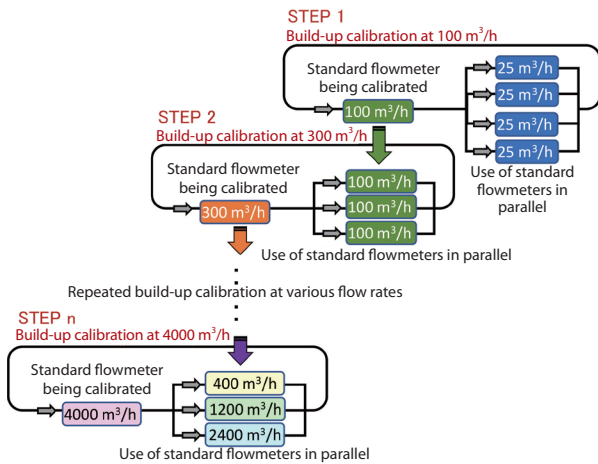 STEP 1
Build-up calibration at 100 m³/h
Standard flowmeter
being calibrated
100 m³/h
25 m³/h
25 m³/h
25 m³/h
25 m³/h
Use of standard
flowmeters in
parallel
STEP 2
Build-up calibration at 300 m³/h
Standard flowmeter
being calibrated
300 m³/h
100 m³/h
100 m³/h
100 m³/h
Use of standard flowmeters in parallel
Repeated build-up calibration at various flow rates
STEP n
Build-up calibration at 4000 m³/h
Standard flowmeter
being calibrated
4000 m³/h
400 m³/h
1200 m³/h
2400 m³/h
Use of standard flowmeters in parallel